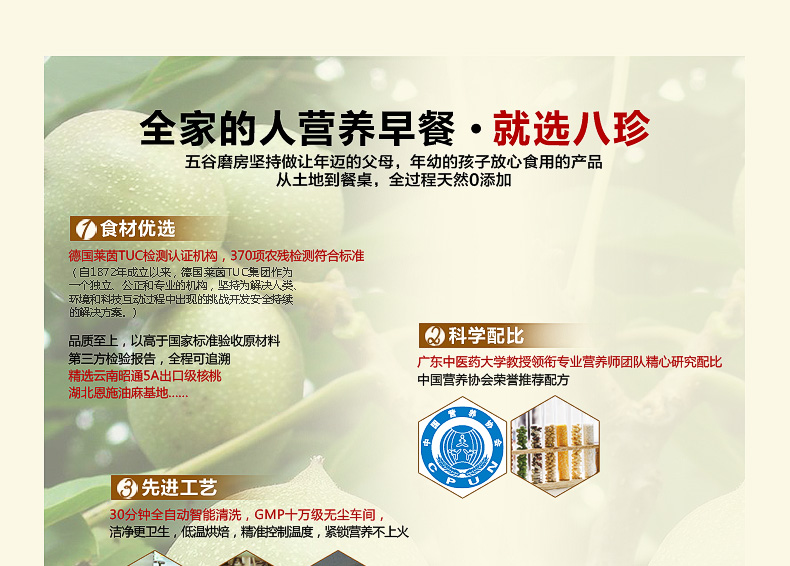 全家的人营养早餐·就选八珍
五谷磨房坚持做让年迈的父母，年幼的孩子放心食用的产品
从土地到餐桌，全过程天然0添加
1 食材优选
德国莱茵TUC检测认证机构，370项农残检测符合标准
（自1872年成立以来，德国莱茵TUC集团作为
一个独立、公正和专业的机构，坚持为解决人类、
环境和科技互动过程中出现的挑战开发安全持续
的解决方案。）
品质至上，以高于国家标准验收原材料
第三方检验报告，全程可追溯
精选云南昭通5A出口级核桃
湖北恩施油麻基地......
2 科学配比
广东中医药大学教授领衔专业营养师团队精心研究配比
中国营养协会荣誉推荐配方
中国营养协会
CPUN
3 先进工艺
30分钟全自动智能清洗，GMP十万级无尘车间，
洁净更卫生，低温烘焙，精准控制温度，紧锁营养不上火